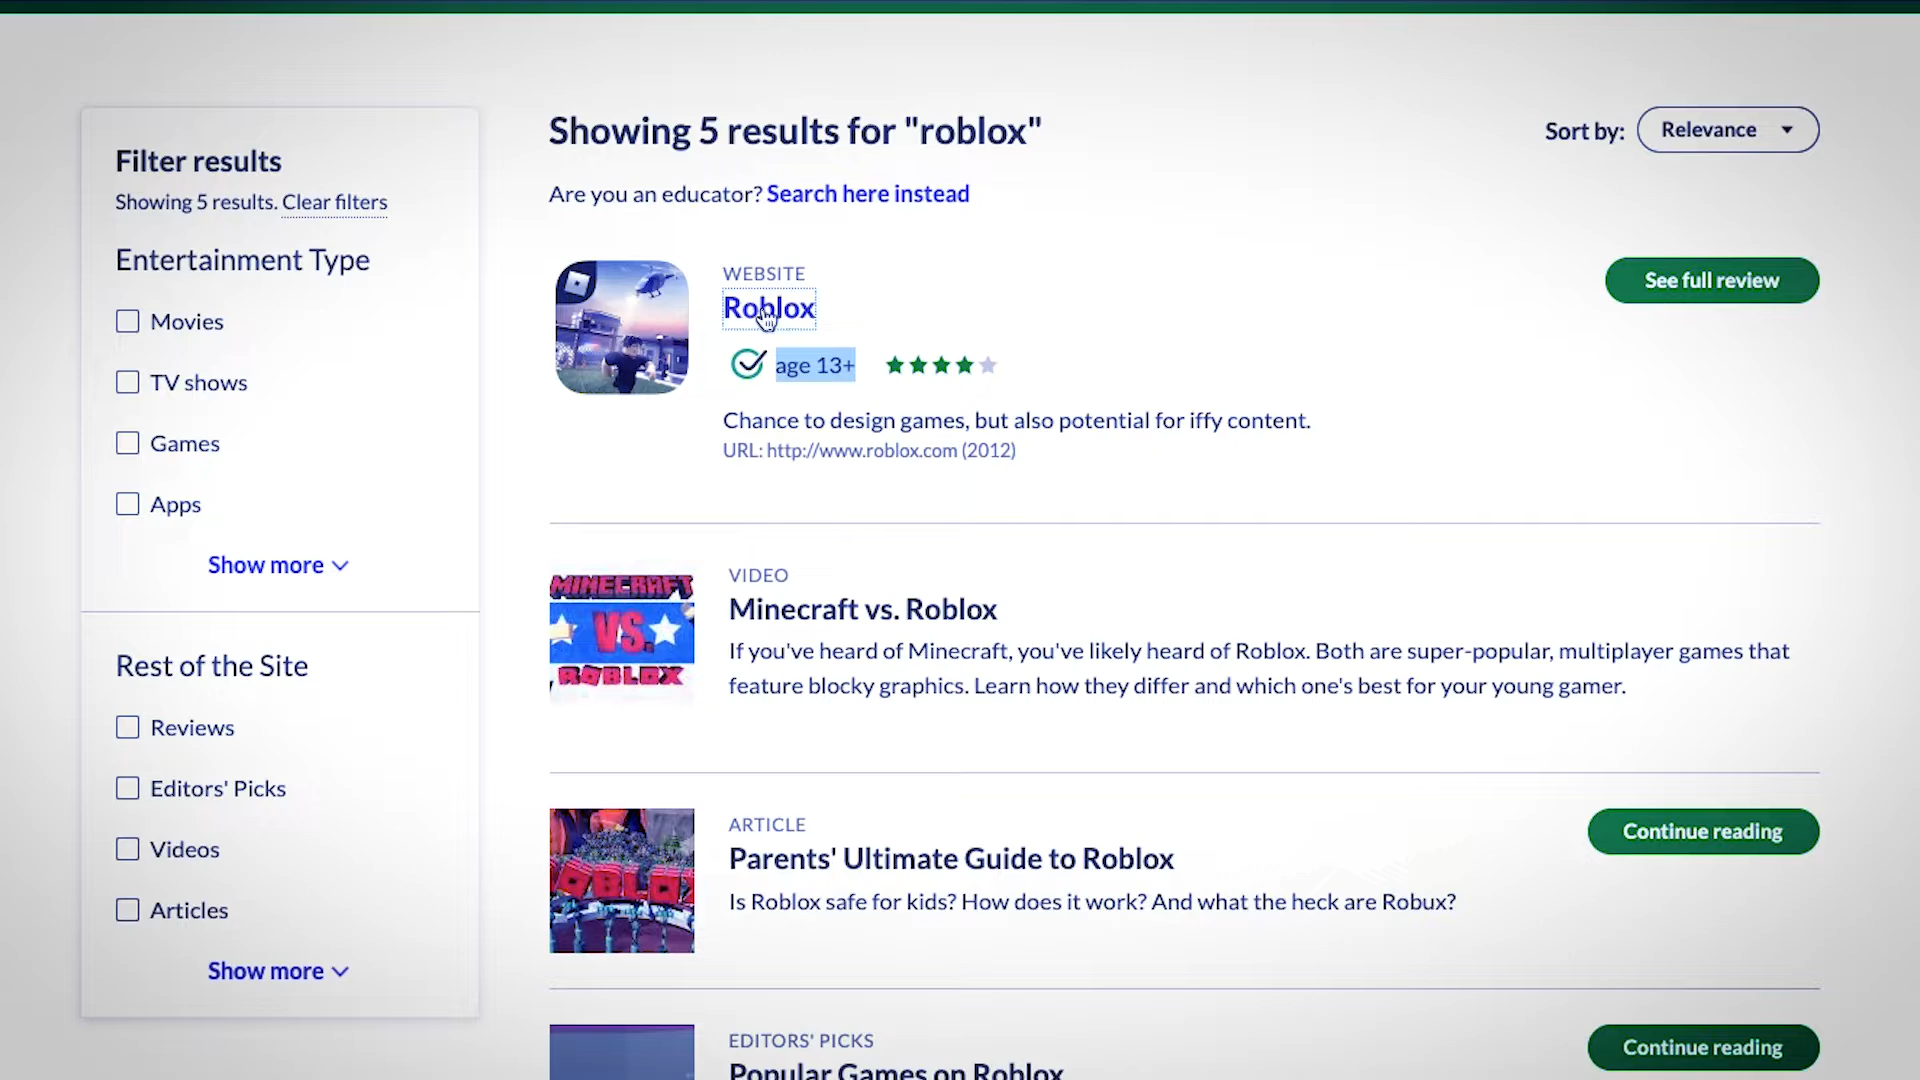 Filter results
Showing 5 results. Clear filters
Entertainment Type
Movies
TV shows
Games
Apps
Show more
Rest of the Site
Reviews
Editors' Picks
Videos
Articles
Show more
Showing 5 results for "roblox"
Sort by: Relevance
Are you an educator? Search here instead
WEBSITE
Roblox
See full review
age 13+
Chance to design games, but also potential for iffy content.
URL: http://www.roblox.com (2012)
MINECRAFT
VS.
ROBLOX
VIDEO
Minecraft vs. Roblox
If you've heard of Minecraft, you've likely heard of Roblox. Both are super-popular, multiplayer games that
feature blocky graphics. Learn how they differ and which one's best for your young gamer.
ROBLOX
ARTICLE
Parents' Ultimate Guide to Roblox
Is Roblox safe for kids? How does it work? And what the heck are Robux?
Continue reading
EDITORS' PICKS
Popular Games on Roblox
Continue reading